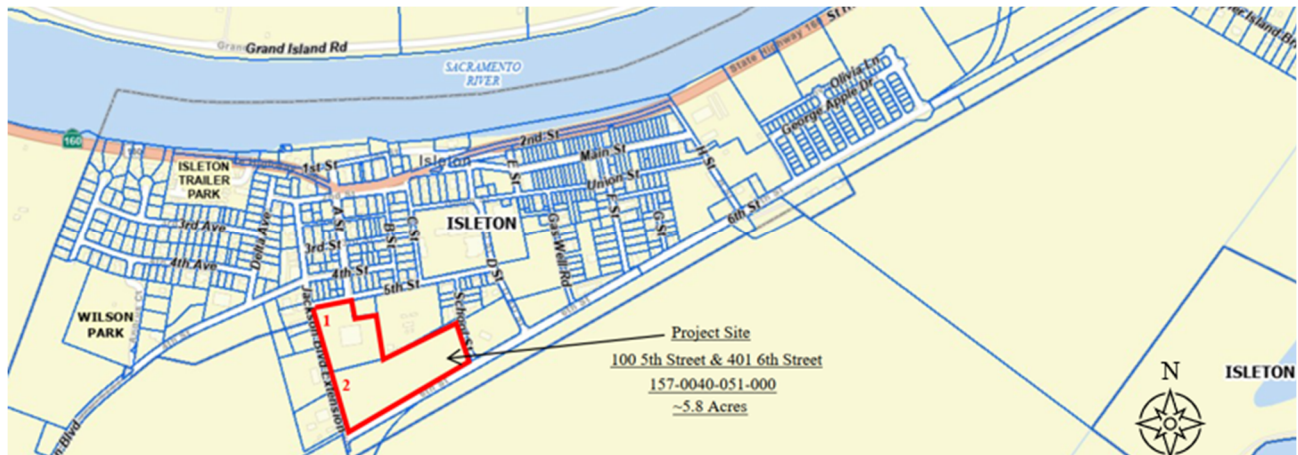 Grand Island Rd
SACRAMENTO
RIVER
State Highway 160
Olivia Ln
George Apple Dr
160
2nd St
Main St
Isleton
1st St
ISLETON
TRAILER
PARK
E St
Union St
H St
3rd Ave
Delta Ave
A St
B St
C St
ISLETON
Gas Well Rd
F St
G St
6th St
3rd St
4th Ave
4th St
D St
5th St
WILSON
PARK
Jackson Blvd Extension
School St
1
2
6th St
Project Site
100 5th Street & 401 6th Street
157-0040-051-000
~5.8 Acres
N
ISLETON